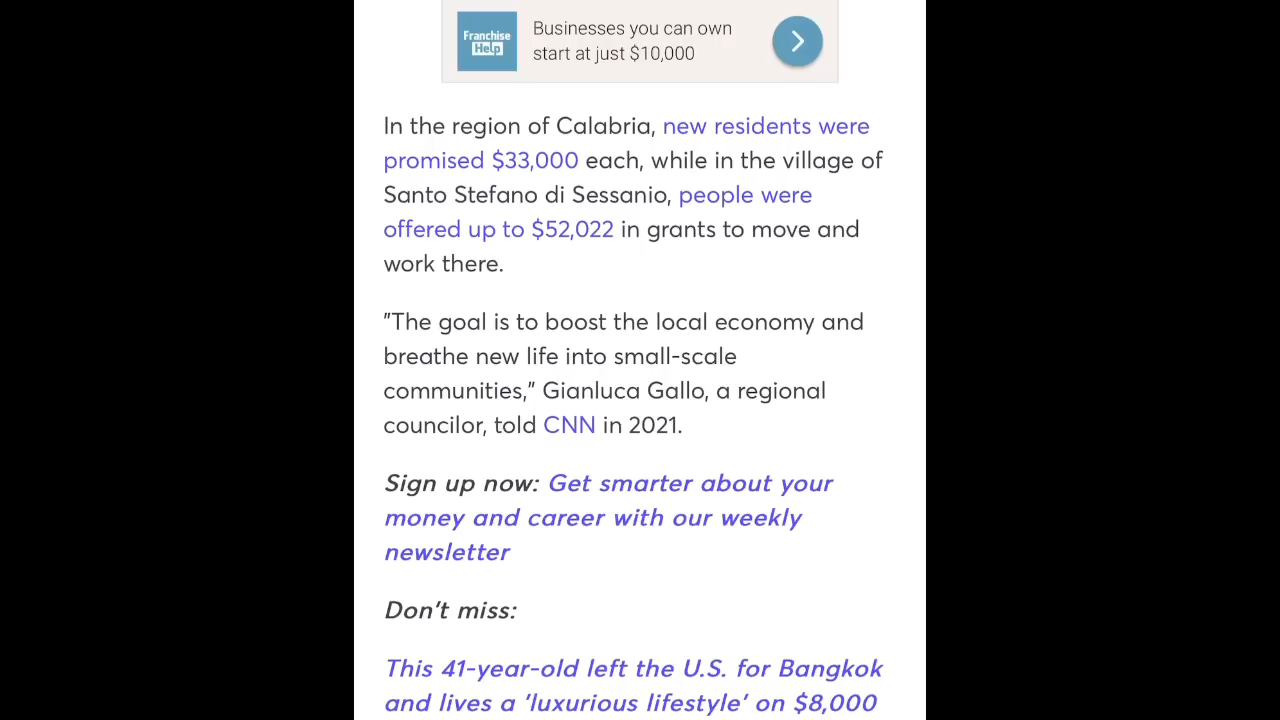 Franchise
Help
Businesses you can own
start at just $10,000
In the region of Calabria, new residents were
promised $33,000 each, while in the village of
Santo Stefano di Sessanio, people were
offered up to $52,022 in grants to move and
work there.
"The goal is to boost the local economy and
breathe new life into small-scale
communities," Gianluca Gallo, a regional
councilor, told CNN in 2021.
Sign up now: Get smarter about your
money and career with our weekly
newsletter
Don't miss:
This 41-year-old left the U.S. for Bangkok
and lives a 'luxurious lifestyle' on $8,000